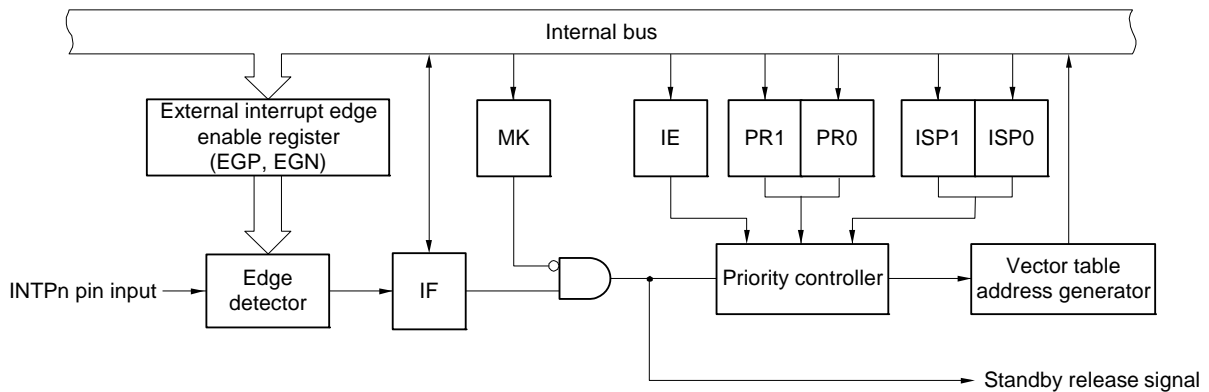 Internal bus
External interrupt edge
enable register
(EGP, EGN)
MK
IE
PR1
PR0
ISP1
ISP0
INTPn pin input
Edge
detector
IF
Priority controller
Vector table
address generator
Standby release signal